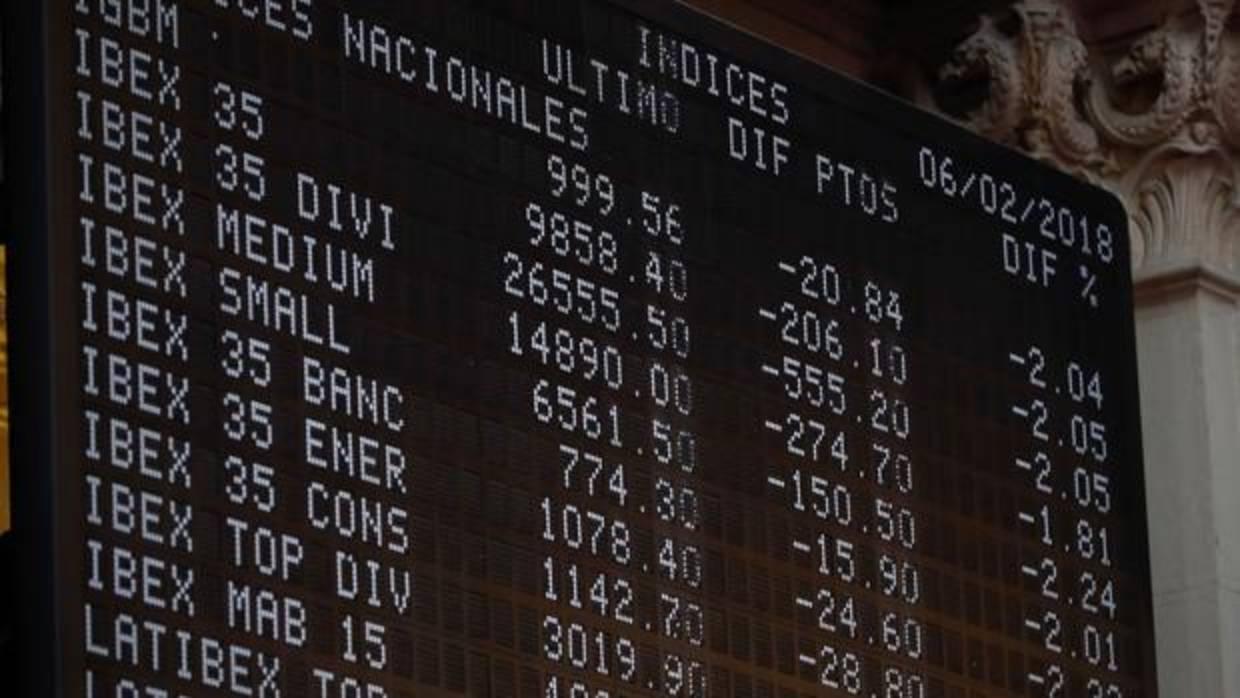 INDICES 06/02/2018
ULTIMO DIF PTOS DIF %
NACIONALES
IGBM 999.56 -20.84 -2.04
IBEX 35 9858.40 -206.10 -2.05
IBEX 35 DIVI 26555.50 -555.20 -2.05
IBEX MEDIUM 14890.00 -274.70 -1.81
IBEX SMALL 6561.50 -150.50 -2.24
IBEX 35 BANC 774.30 -15.90 -2.01
IBEX 35 ENER 1078.40 -24.60
IBEX 35 CONS 1142.70 -28.80
IBEX TOP DIV 3019.90
IBEX MAB 15
LATIBEX TOP